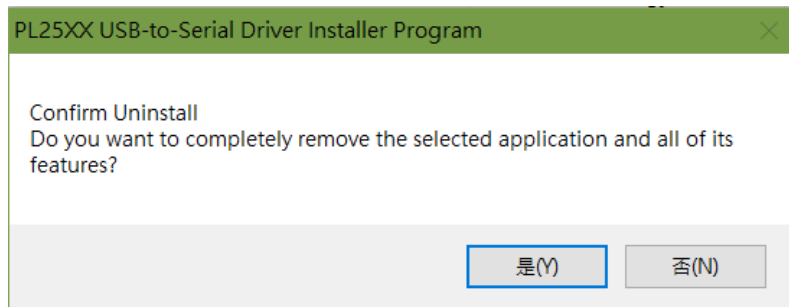 PL25XX USB-to-Serial Driver Installer Program
Confirm Uninstall
Do you want to completely remove the selected application and all of its
features?
是(Y)
否(N)